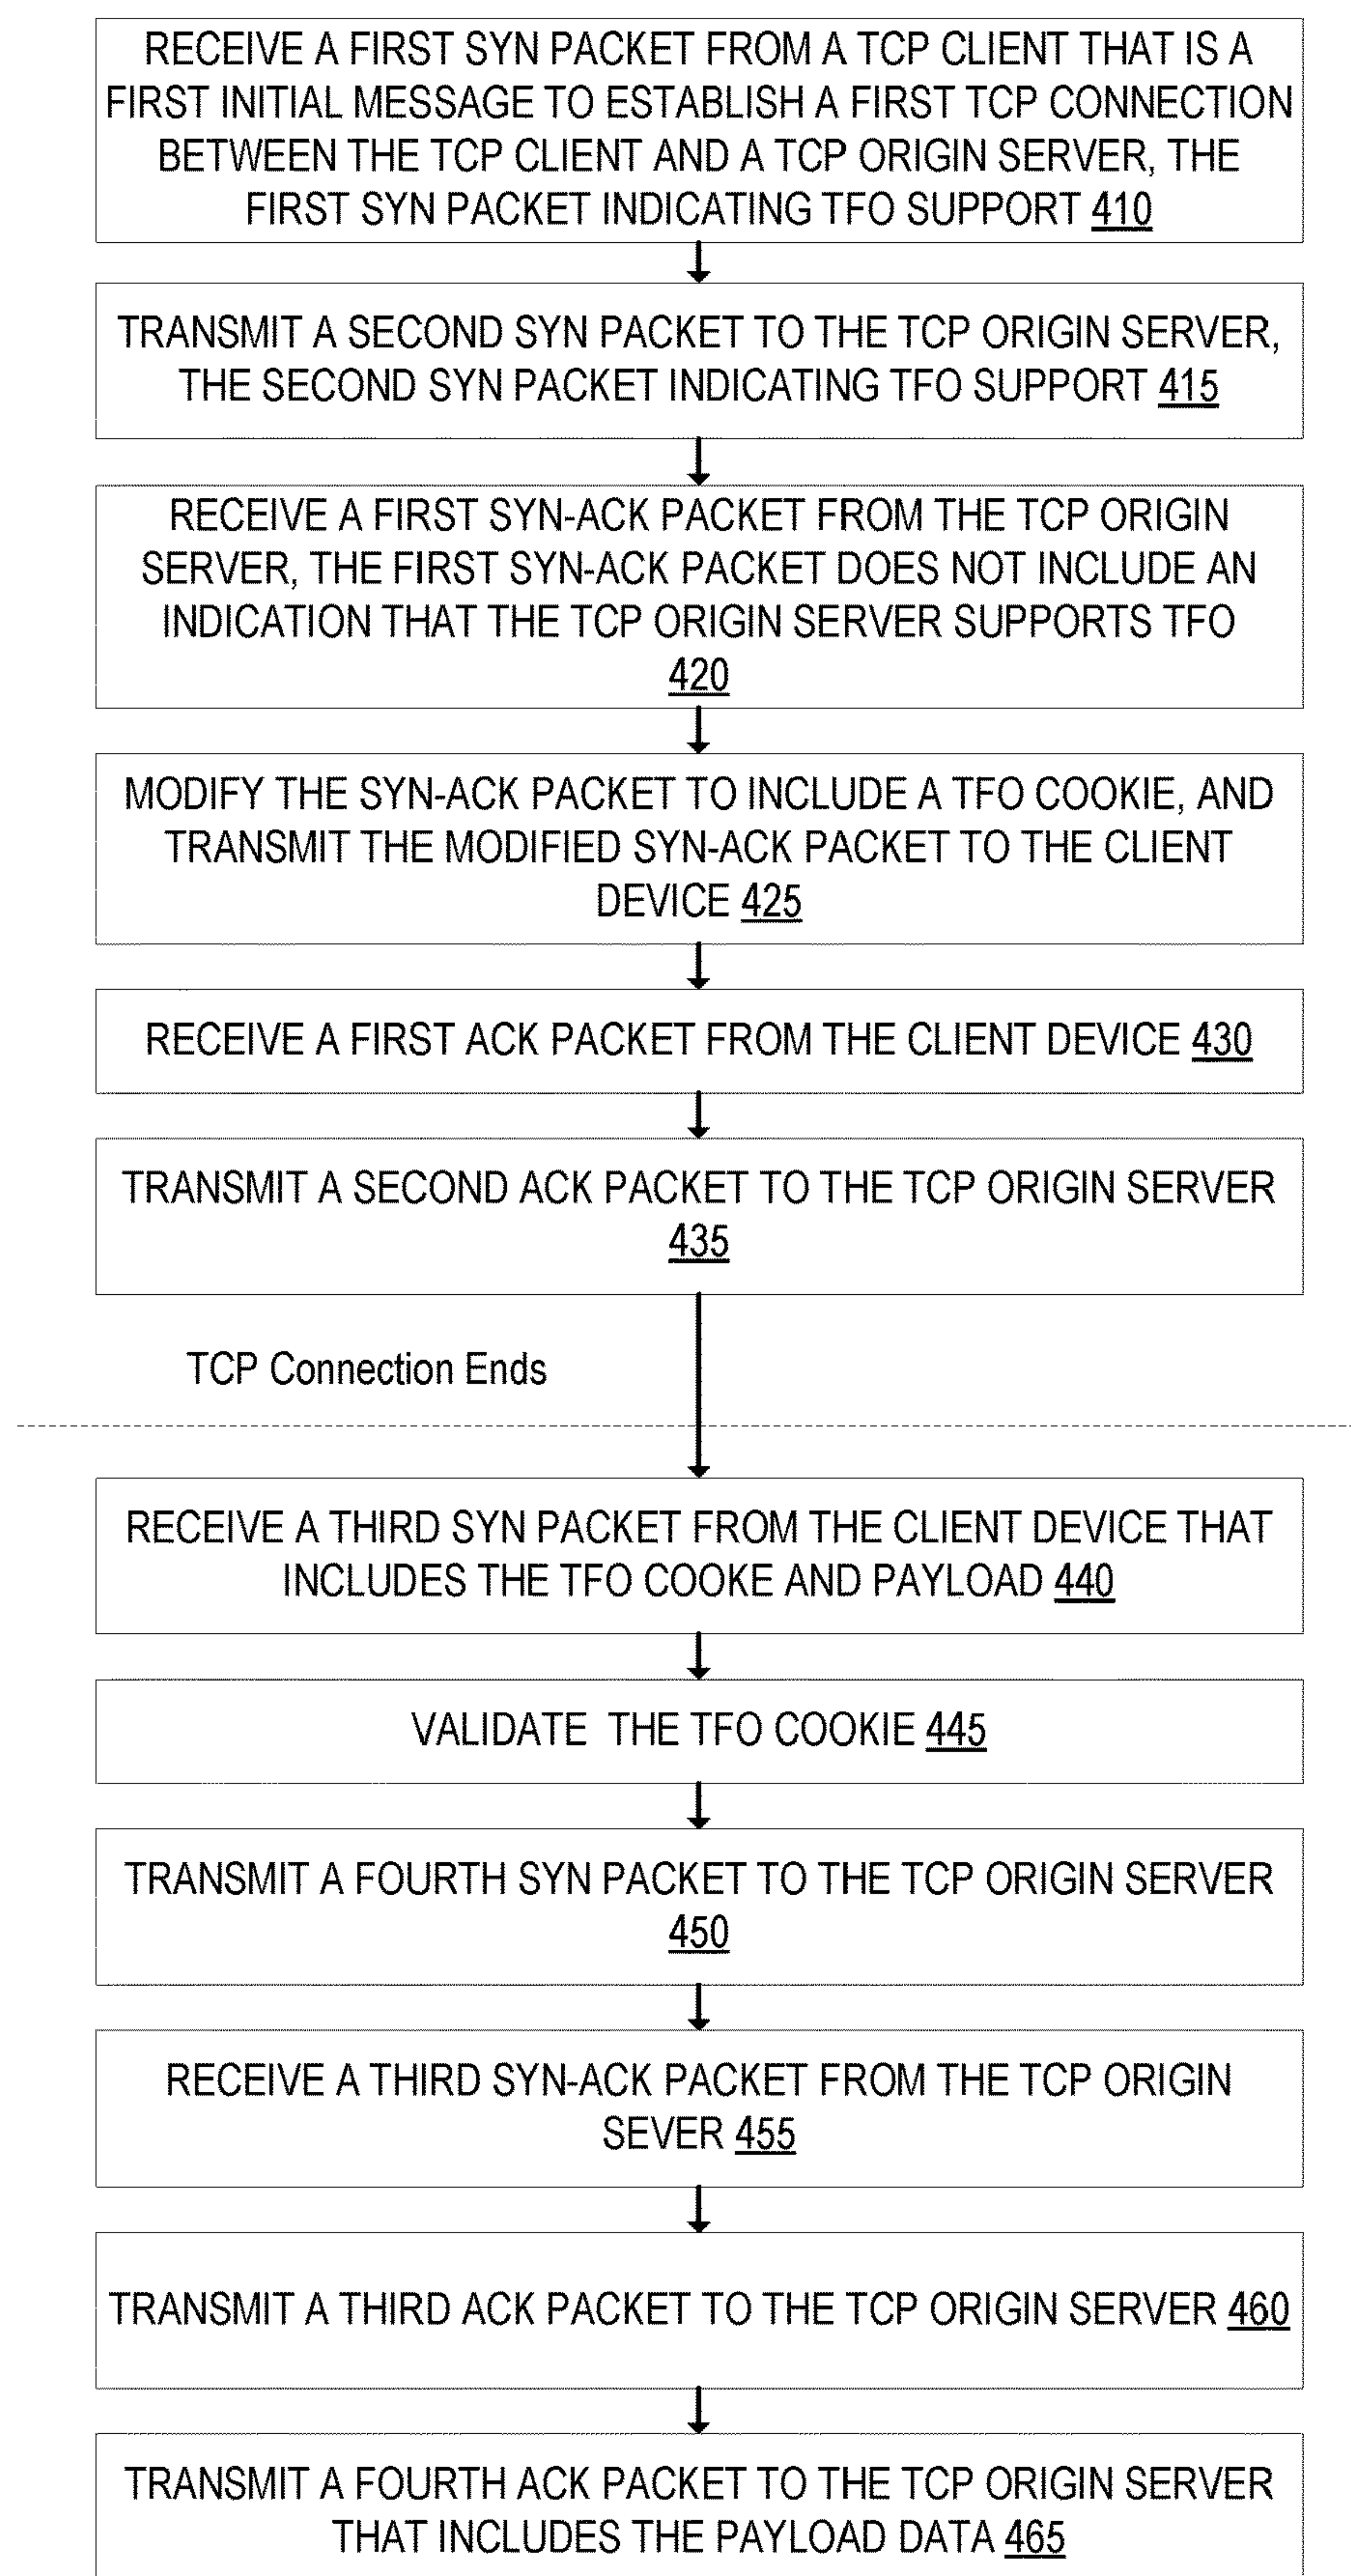 RECEIVE A FIRST SYN PACKET FROM A TCP CLIENT THAT IS A
FIRST INITIAL MESSAGE TO ESTABLISH A FIRST TCP CONNECTION
BETWEEN THE TCP CLIENT AND A TCP ORIGIN SERVER, THE
FIRST SYN PACKET INDICATING TFO SUPPORT 410
TRANSMIT A SECOND SYN PACKET TO THE TCP ORIGIN SERVER,
THE SECOND SYN PACKET INDICATING TFO SUPPORT 415
RECEIVE A FIRST SYN-ACK PACKET FROM THE TCP ORIGIN
SERVER, THE FIRST SYN-ACK PACKET DOES NOT INCLUDE AN
INDICATION THAT THE TCP ORIGIN SERVER SUPPORTS TFO
420
MODIFY THE SYN-ACK PACKET TO INCLUDE A TFO COOKIE, AND
TRANSMIT THE MODIFIED SYN-ACK PACKET TO THE CLIENT
DEVICE 425
RECEIVE A FIRST ACK PACKET FROM THE CLIENT DEVICE 430
TRANSMIT A SECOND ACK PACKET TO THE TCP ORIGIN SERVER
435
TCP Connection Ends
RECEIVE A THIRD SYN PACKET FROM THE CLIENT DEVICE THAT
INCLUDES THE TFO COOKE AND PAYLOAD 440
VALIDATE THE TFO COOKIE 445
TRANSMIT A FOURTH SYN PACKET TO THE TCP ORIGIN SERVER
450
RECEIVE A THIRD SYN-ACK PACKET FROM THE TCP ORIGIN
SEVER 455
TRANSMIT A THIRD ACK PACKET TO THE TCP ORIGIN SERVER 460
TRANSMIT A FOURTH ACK PACKET TO THE TCP ORIGIN SERVER
THAT INCLUDES THE PAYLOAD DATA 465